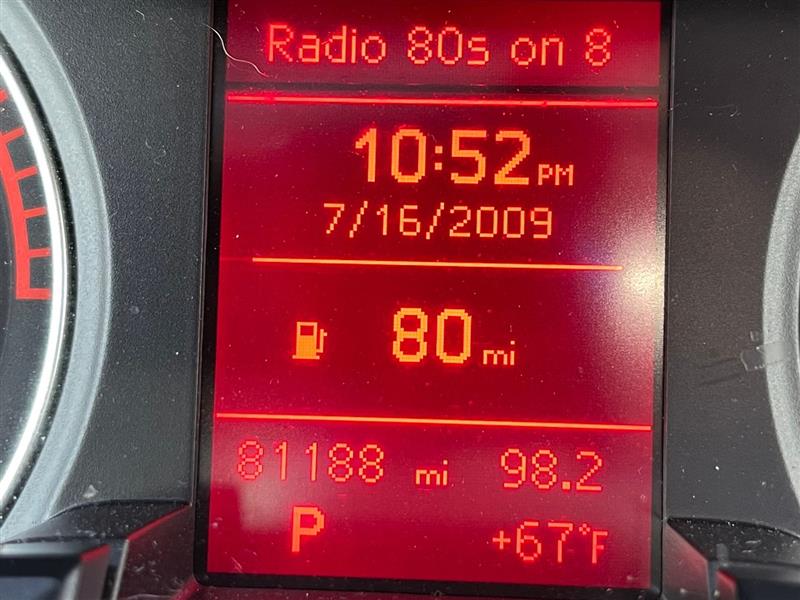 Radio 80s on 8
10:52 PM
7/16/2009
80 mi
81188 mi 98.2
P +67°F